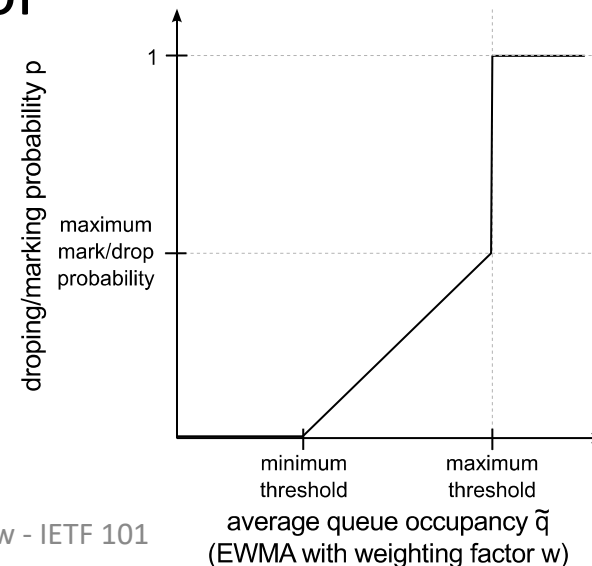 droping/marking probability p
1
maximum
mark/drop
probability
minimum
threshold
maximum
threshold
average queue occupancy q̃
(EWMA with weighting factor w)
w - IETF 101